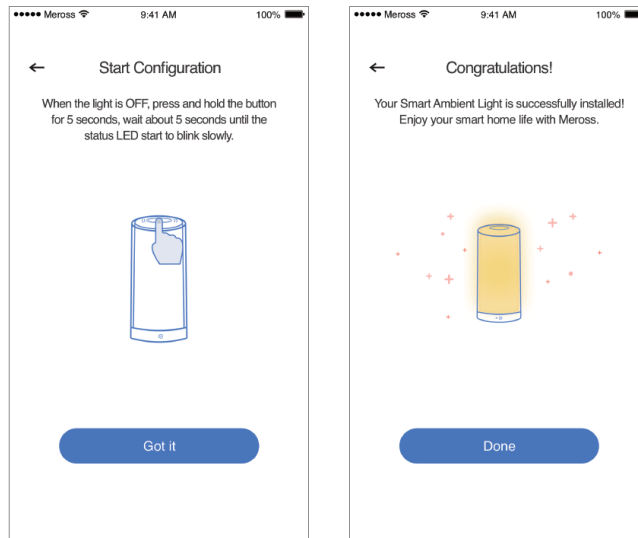 Meross 9:41 AM 100%
Start Configuration
When the light is OFF, press and hold the button
for 5 seconds, wait about 5 seconds until the
status LED start to blink slowly.
Got it
Meross 9:41 AM 100%
Congratulations!
Your Smart Ambient Light is successfully installed!
Enjoy your smart home life with Meross.
Done